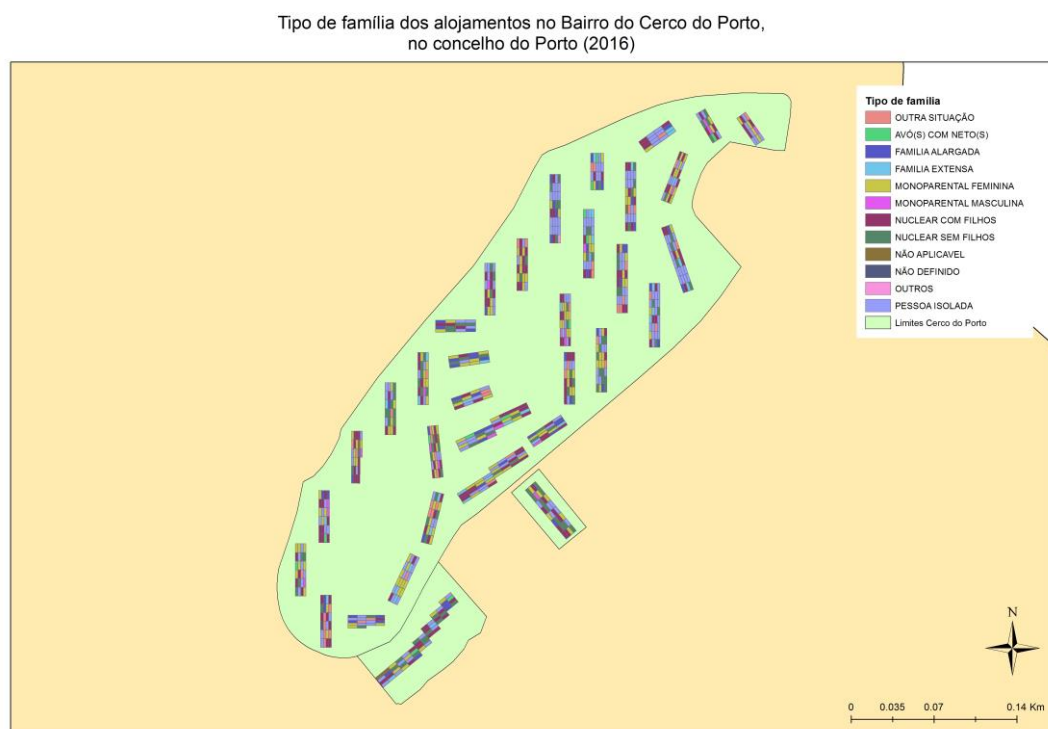 Tipo de família dos alojamentos no Bairro do Cerco do Porto,
no concelho do Porto (2016)
Tipo de família
OUTRA SITUAÇÃO
AVÓ(S) COM NETO(S)
FAMILIA ALARGADA
FAMILIA EXTENSA
MONOPARENTAL FEMININA
MONOPARENTAL MASCULINA
NUCLEAR COM FILHOS
NUCLEAR SEM FILHOS
NÃO APLICAVEL
NÃO DEFINIDO
OUTROS
PESSOA ISOLADA
Limites Cerco do Porto
N
0 0.035 0.07 0.14 Km